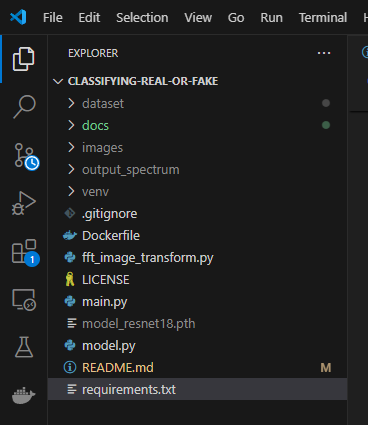 File Edit Selection View Go Run Terminal
EXPLORER ...
CLASSIFYING-REAL-OR-FAKE
dataset
docs
images
output_spectrum
venv
.gitignore
Dockerfile
fft_image_transform.py
LICENSE
main.py
model_resnet18.pth
1
model.py
README.md M
requirements.txt